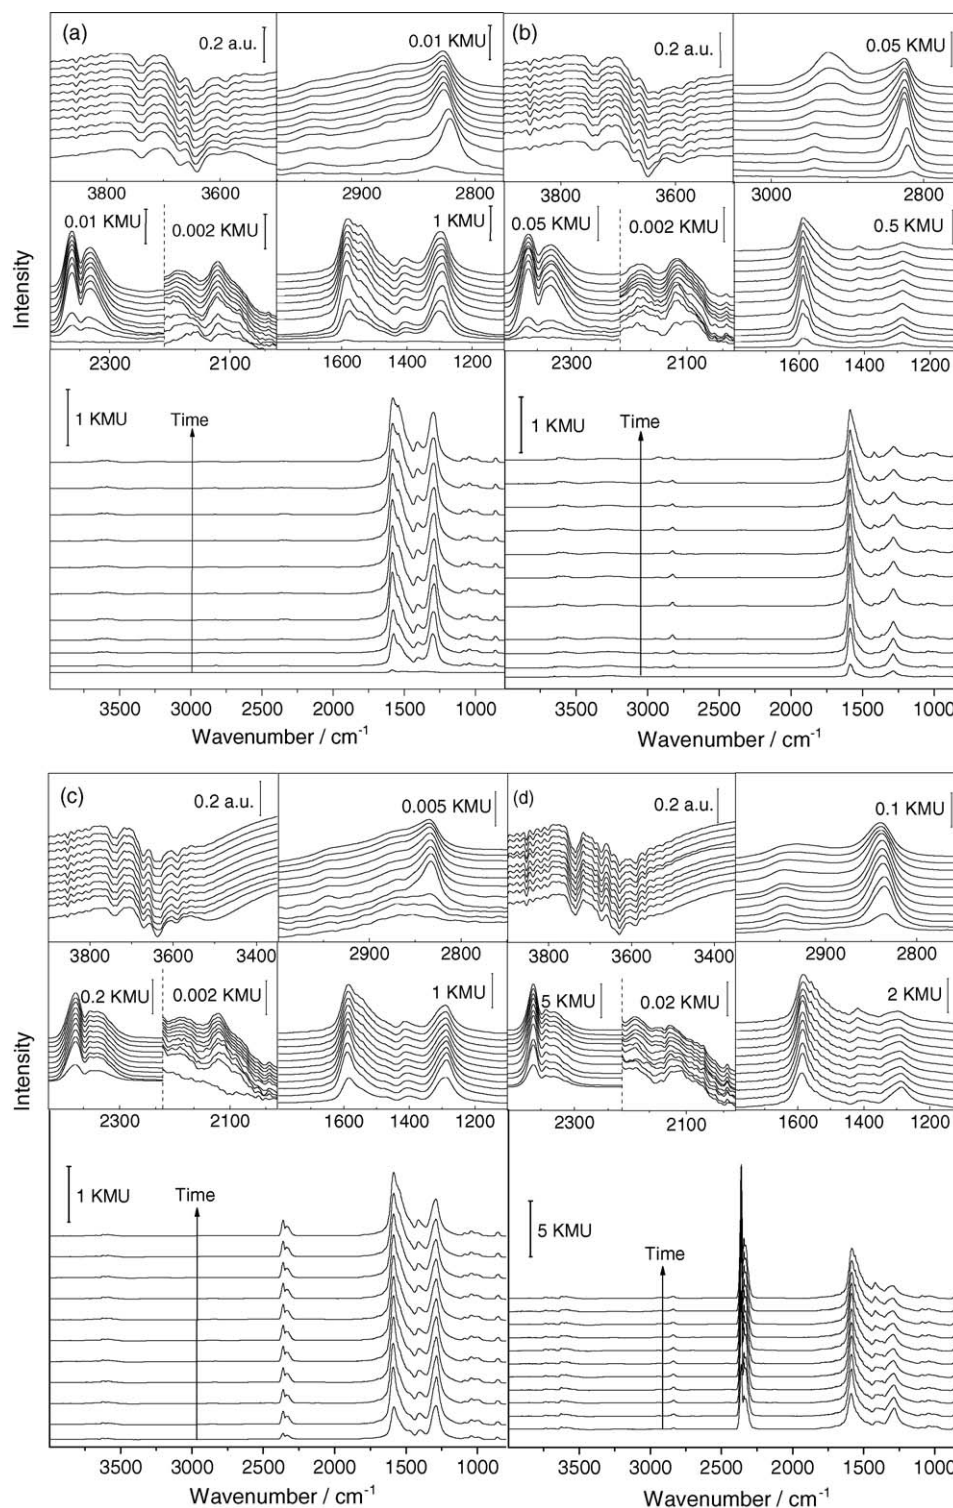 (a)
0.2 a.u.
0.01 KMU
(b)
0.2 a.u.
0.05 KMU
3800 3600 2900 2800 3800 3600 3000 2800
0.01 KMU
0.002 KMU
1 KMU
0.05 KMU
0.002 KMU
0.5 KMU
Intensity
2300 2100 1600 1400 1200 2300 2100 1600 1400 1200
1 KMU
Time
1 KMU
Time
3500 3000 2500 2000 1500 1000 3500 3000 2500 2000 1500 1000
Wavenumber / cm⁻¹ Wavenumber / cm⁻¹
(c)
0.2 a.u.
0.005 KMU
(d)
0.2 a.u.
0.1 KMU
3800 3600 3400 2900 2800 3800 3600 3400 2900 2800
0.2 KMU
0.002 KMU
1 KMU
5 KMU
0.02 KMU
2 KMU
Intensity
2300 2100 1600 1400 1200 2300 2100 1600 1400 1200
1 KMU
Time
5 KMU
Time
3500 3000 2500 2000 1500 1000 3500 3000 2500 2000 1500 1000
Wavenumber / cm⁻¹ Wavenumber / cm⁻¹